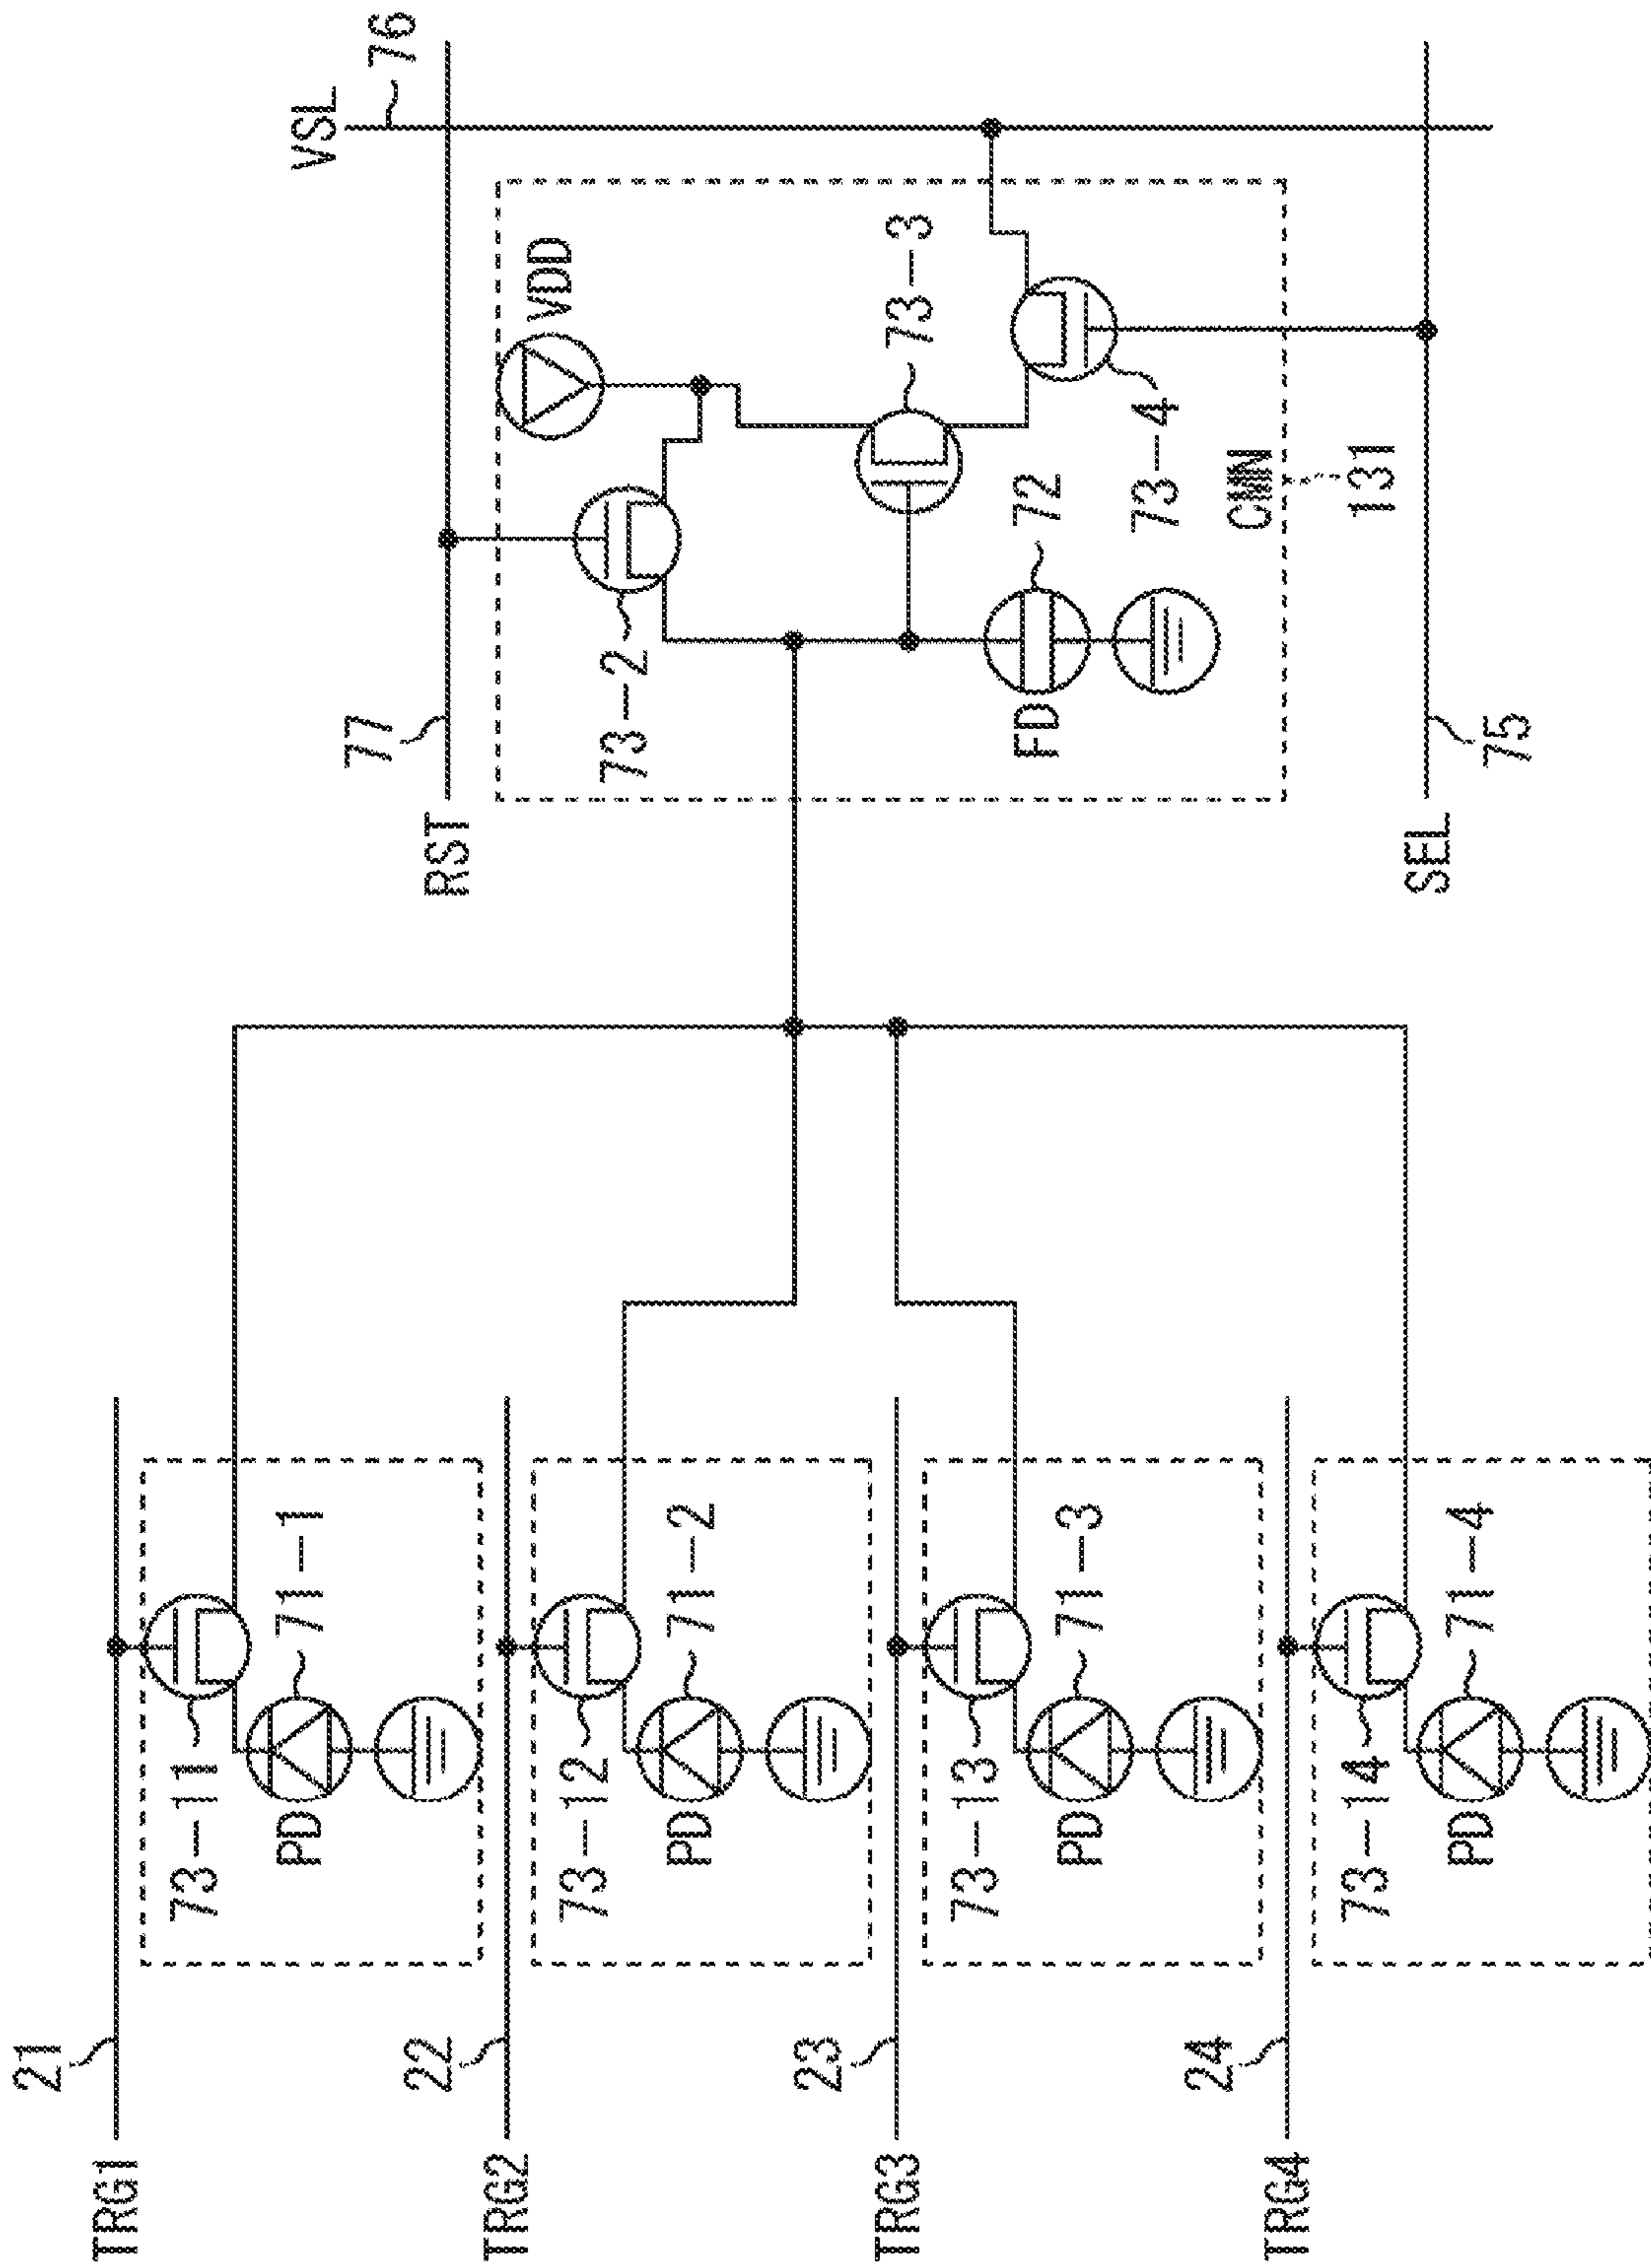 TRG1
21
73-11
PD
71-1
TRG2
22
73-12
PD
71-2
TRG3
23
73-13
PD
71-3
TRG4
24
73-14
PD
71-4
RST
77
VSL
76
VDD
73-2
73-3
FD
72
73-4
CMN
131
SEL
75